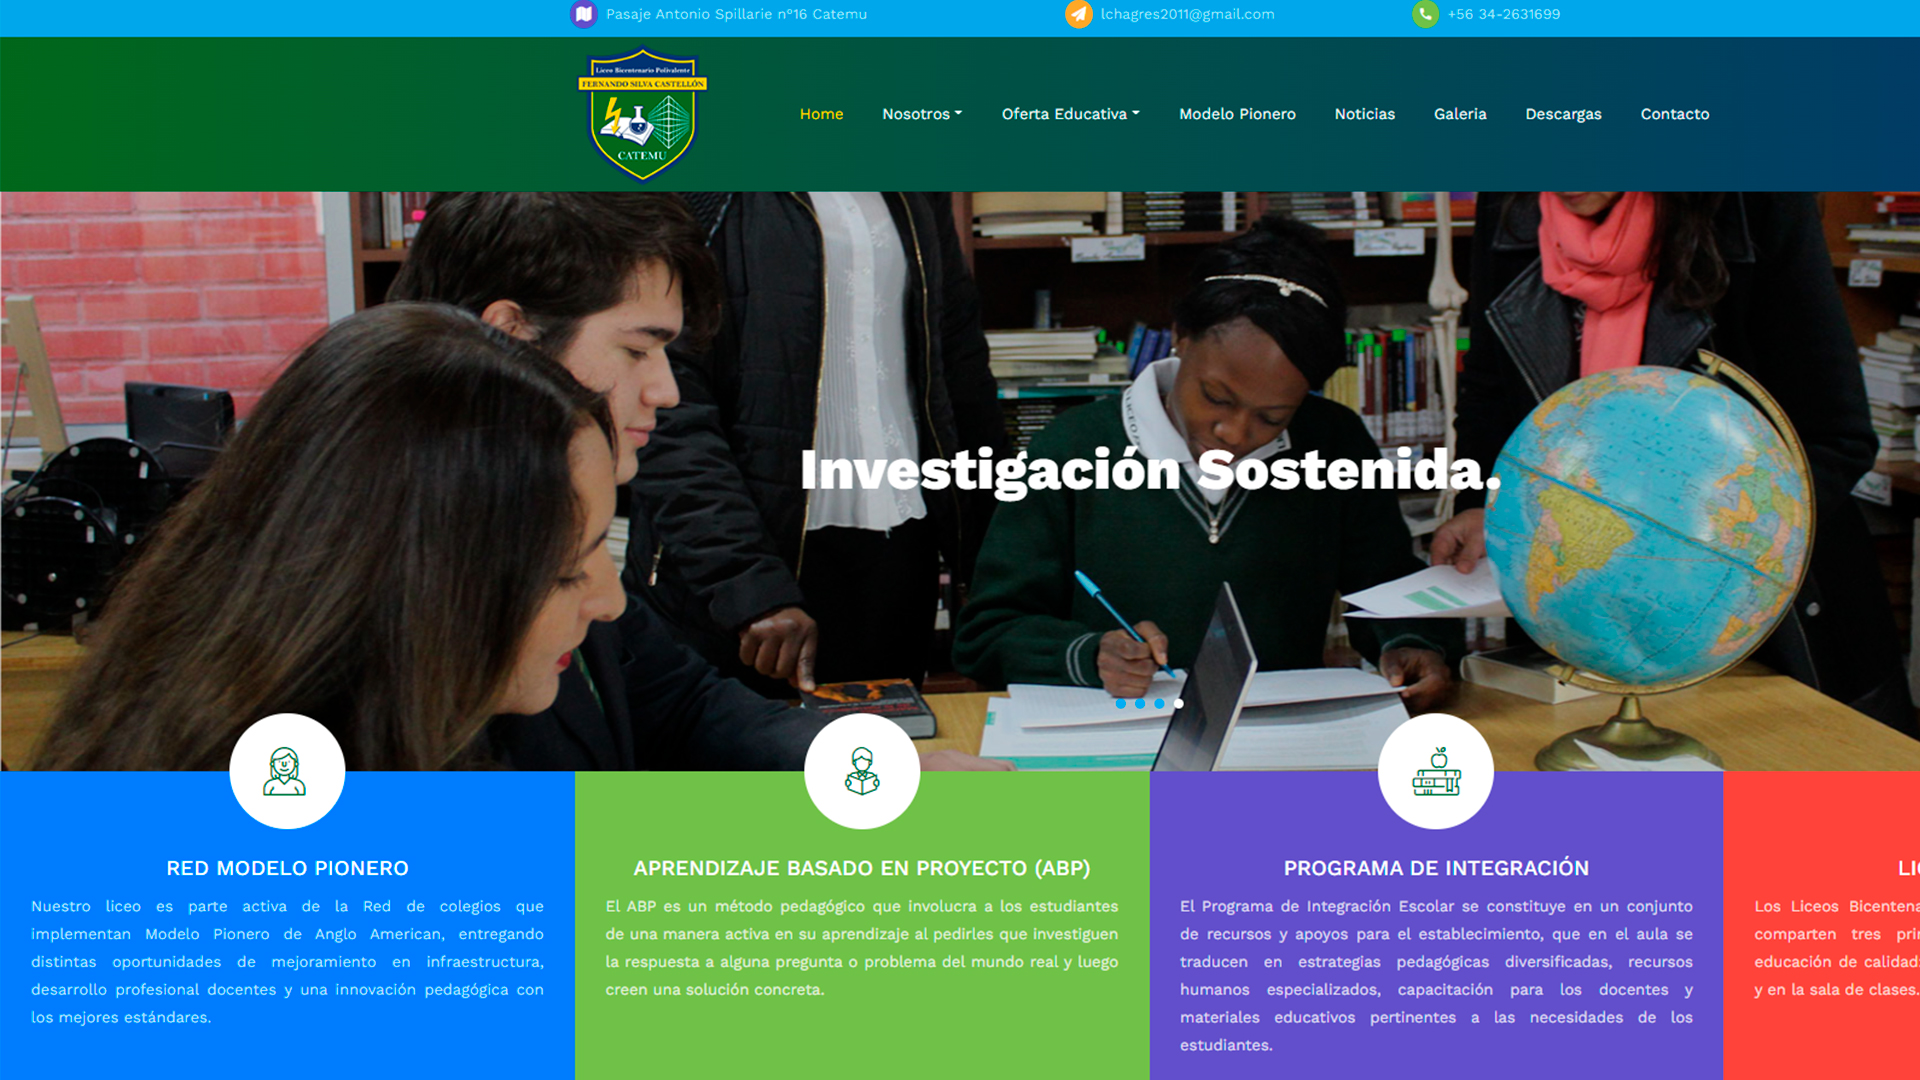 Pasaje Antonio Spillarie n°16 Catemu
lchagres2011@gmail.com
+56 34-2631699
Liceo Bicentenario Polivalente
FERNANDO SILVA CASTELLÓN
CATEMU
Home
Nosotros
Oferta Educativa
Modelo Pionero
Noticias
Galeria
Descargas
Contacto
Investigación Sostenida.
RED MODELO PIONERO
Nuestro liceo es parte activa de la Red de colegios que
implementan Modelo Pionero de Anglo American, entregando
distintas oportunidades de mejoramiento en infraestructura,
desarrollo profesional docentes y una innovación pedagógica con
los mejores estándares.
APRENDIZAJE BASADO EN PROYECTO (ABP)
El ABP es un método pedagógico que involucra a los estudiantes
de una manera activa en su aprendizaje al pedirles que investiguen
la respuesta a alguna pregunta o problema del mundo real y luego
creen una solución concreta.
PROGRAMA DE INTEGRACIÓN
El Programa de Integración Escolar se constituye en un conjunto
de recursos y apoyos para el establecimiento, que en el aula se
traducen en estrategias pedagógicas diversificadas, recursos
humanos especializados, capacitación para los docentes y
materiales educativos pertinentes a las necesidades de los
estudiantes.
Los Liceos
comparten tres
educación de calidad
y en la sala de clases.